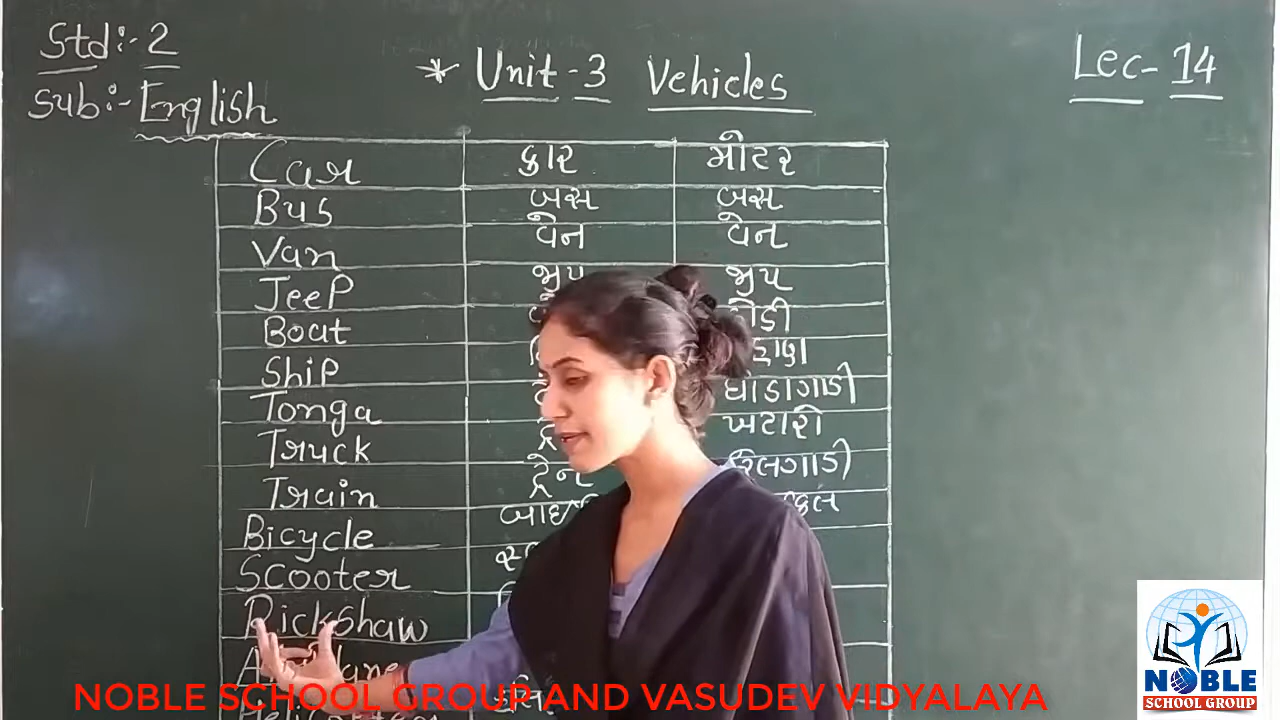 Std:- 2
* Unit - 3 Vehicles
Lec- 14
Sub:- English
Car કાર મોટર
Bus બસ બસ
Van વેન વેન
Jeep જીપ જીપ
Boat
Ship
Tonga ઘોડાગાડી
Truck ખટારો
Train ટ્રેન રેલગાડી
Bicycle
Scooter
Rickshaw
NOBLE SCHOOL GROUP AND VASUDEV VIDYALAYA
NOBLE
SCHOOL GROUP